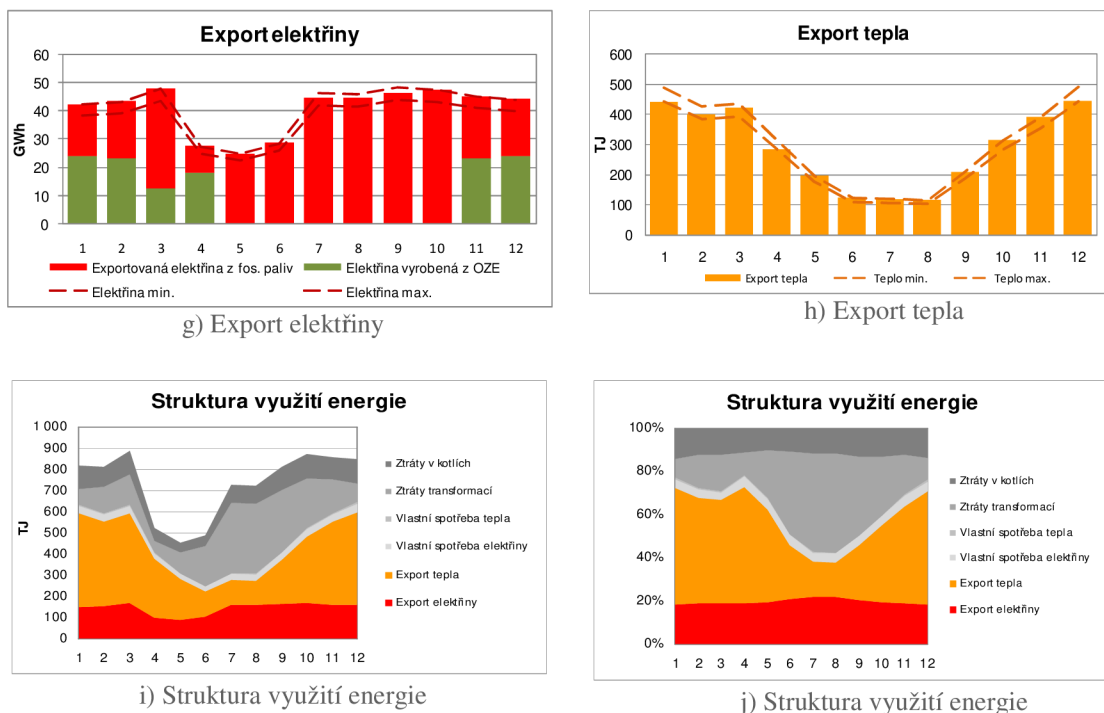 Export elektřiny
60
50
40
30
20
10
0
GWh
1 2 3 4 5 6 7 8 9 10 11 12
Exportovaná elektřina z fos. paliv
Elektřina vyrobená z OZE
Elektřina min.
Elektřina max.
g) Export elektřiny
Export tepla
600
500
400
300
200
100
0
TJ
1 2 3 4 5 6 7 8 9 10 11 12
Export tepla
Teplo min.
Teplo max.
h) Export tepla
Struktura využití energie
1 000
900
800
700
600
500
400
300
200
100
0
TJ
1 2 3 4 5 6 7 8 9 10 11 12
Ztráty v kotlích
Ztráty transformací
Vlastní spotřeba tepla
Vlastní spotřeba elektřiny
Export tepla
Export elektřiny
i) Struktura využití energie
Struktura využití energie
100%
80%
60%
40%
20%
0%
1 2 3 4 5 6 7 8 9 10 11 12
Ztráty v kotlích
Ztráty transformací
Vlastní spotřeba tepla
Vlastní spotřeba elektřiny
Export tepla
Export elektřiny
j) Struktura využití energie